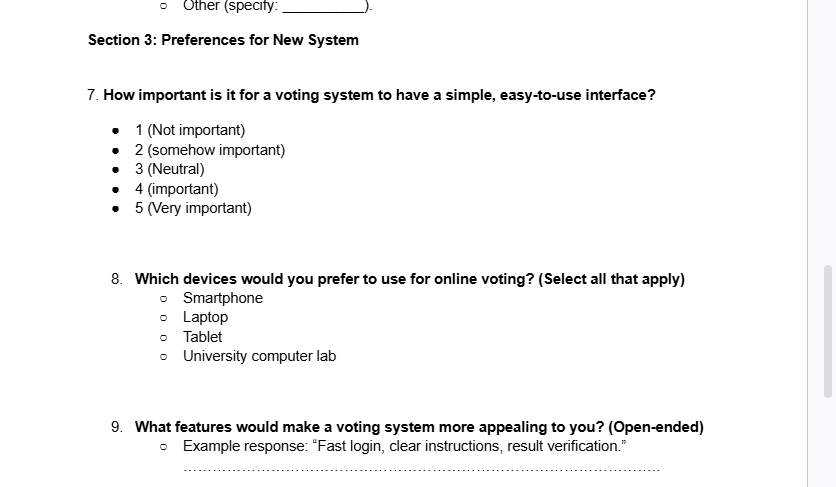 ○ Other (specify: ___________).
Section 3: Preferences for New System
7. How important is it for a voting system to have a simple, easy-to-use interface?
● 1 (Not important)
● 2 (somehow important)
● 3 (Neutral)
● 4 (important)
● 5 (Very important)
8. Which devices would you prefer to use for online voting? (Select all that apply)
○ Smartphone
○ Laptop
○ Tablet
○ University computer lab
9. What features would make a voting system more appealing to you? (Open-ended)
○ Example response: “Fast login, clear instructions, result verification.”
………………………………………………………………………………………..